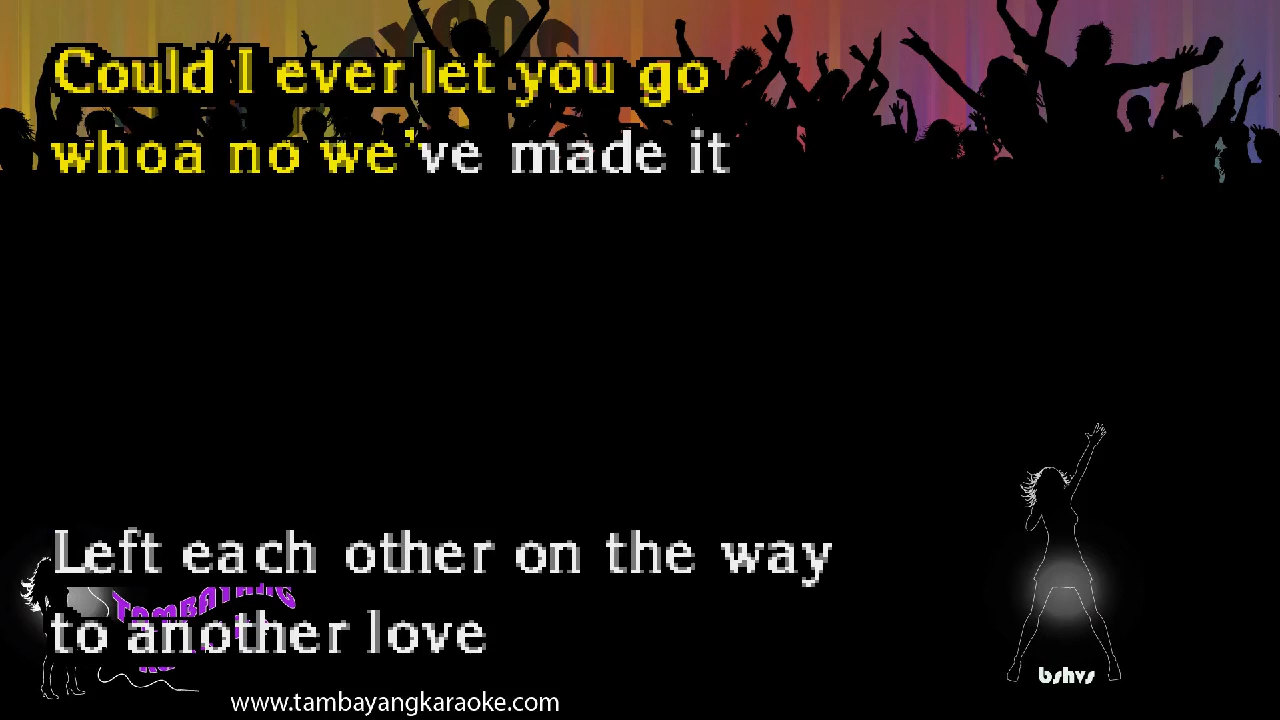 Could I ever let you go
whoa no we've made it
Left each other on the way
to another love
TAMBAYANG
www.tambayangkaraoke.com
bshvs